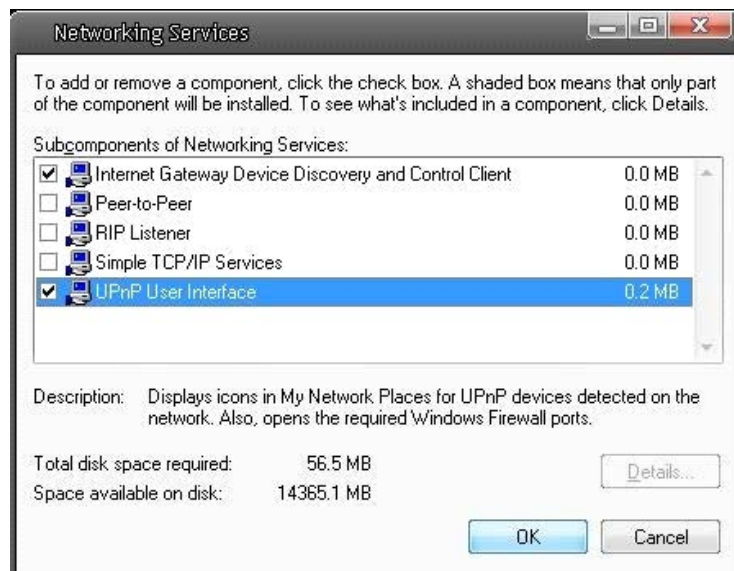 Networking Services
To add or remove a component, click the check box. A shaded box means that only part
of the component will be installed. To see what's included in a component, click Details.
Subcomponents of Networking Services:
Internet Gateway Device Discovery and Control Client 0.0 MB
Peer-to-Peer 0.0 MB
RIP Listener 0.0 MB
Simple TCP/IP Services 0.0 MB
UPnP User Interface 0.2 MB
Description: Displays icons in My Network Places for UPnP devices detected on the
network. Also, opens the required Windows Firewall ports.
Total disk space required: 56.5 MB
Space available on disk: 14365.1 MB
Details...
OK Cancel